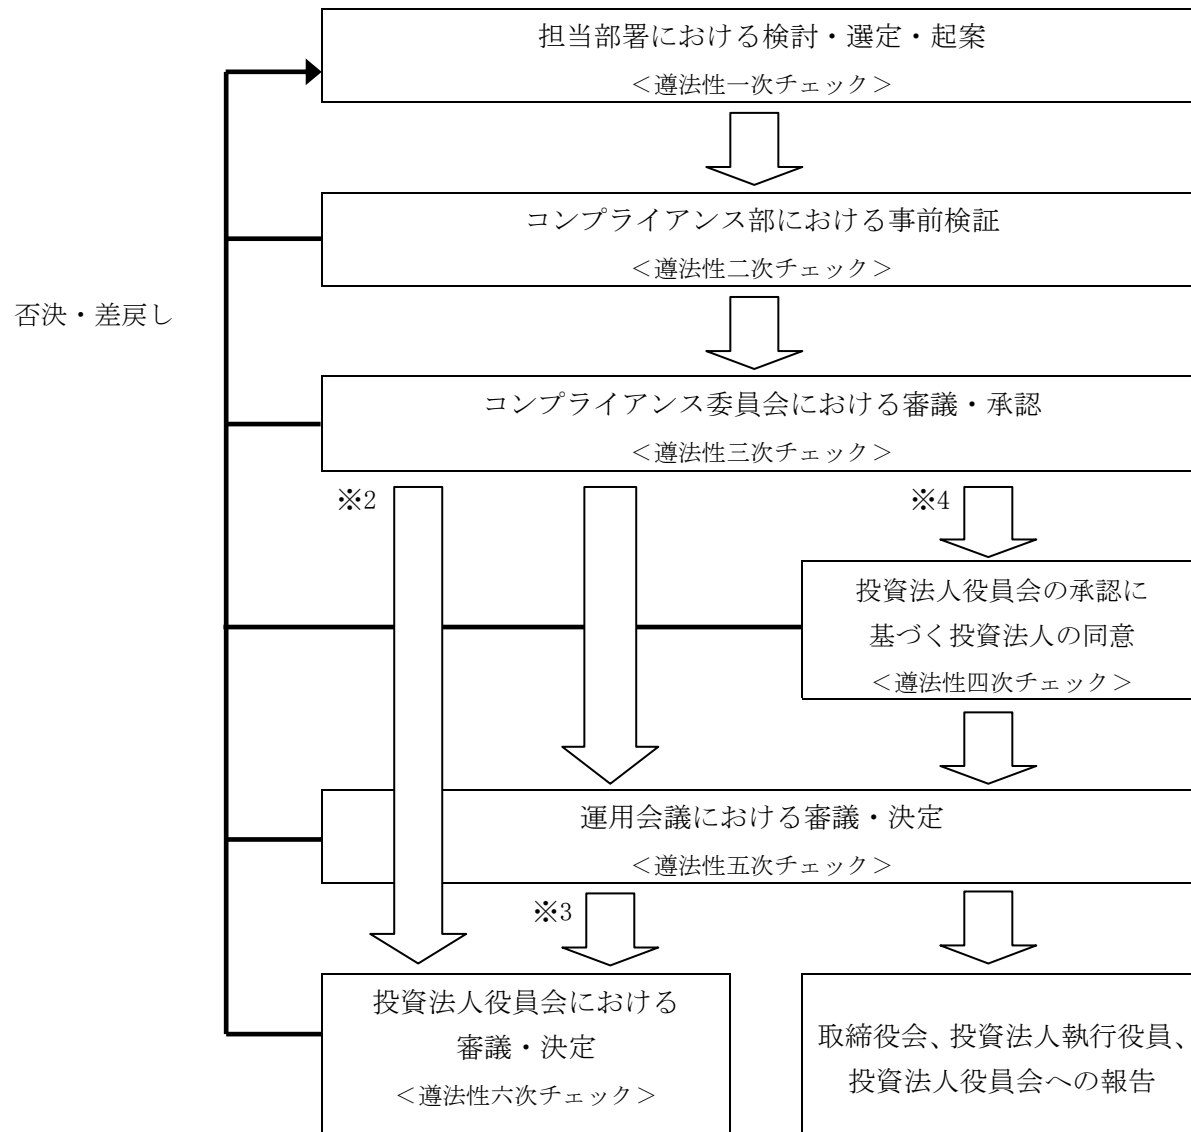 担当部署における検討・選定・起案
＜遵法性一次チェック＞
コンプライアンス部における事前検証
＜遵法性二次チェック＞
否決・差戻し
コンプライアンス委員会における審議・承認
＜遵法性三次チェック＞
※2
※4
投資法人役員会の承認に
基づく投資法人の同意
＜遵法性四次チェック＞
運用会議における審議・決定
＜遵法性五次チェック＞
※3
投資法人役員会における
審議・決定
＜遵法性六次チェック＞
取締役会、投資法人執行役員、
投資法人役員会への報告